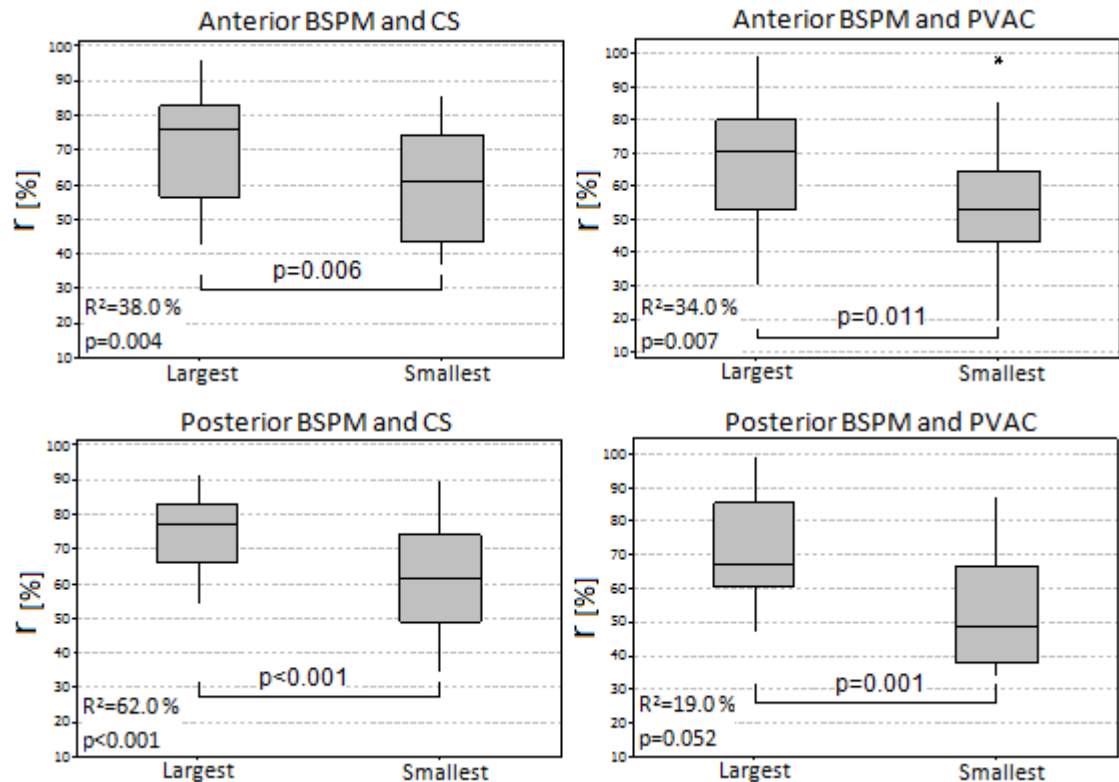 Anterior BSPM and CS
100
90
80
70
60
50
40
30
20
10
r [%]
p=0.006
R²=38.0 %
p=0.004
Largest Smallest
Anterior BSPM and PVAC
100
90
80
70
60
50
40
30
20
10
r [%]
p=0.011
R²=34.0 %
p=0.007
Largest Smallest
Posterior BSPM and CS
100
90
80
70
60
50
40
30
20
10
r [%]
p<0.001
R²=62.0 %
p<0.001
Largest Smallest
Posterior BSPM and PVAC
100
90
80
70
60
50
40
30
20
10
r [%]
p=0.001
R²=19.0 %
p=0.052
Largest Smallest